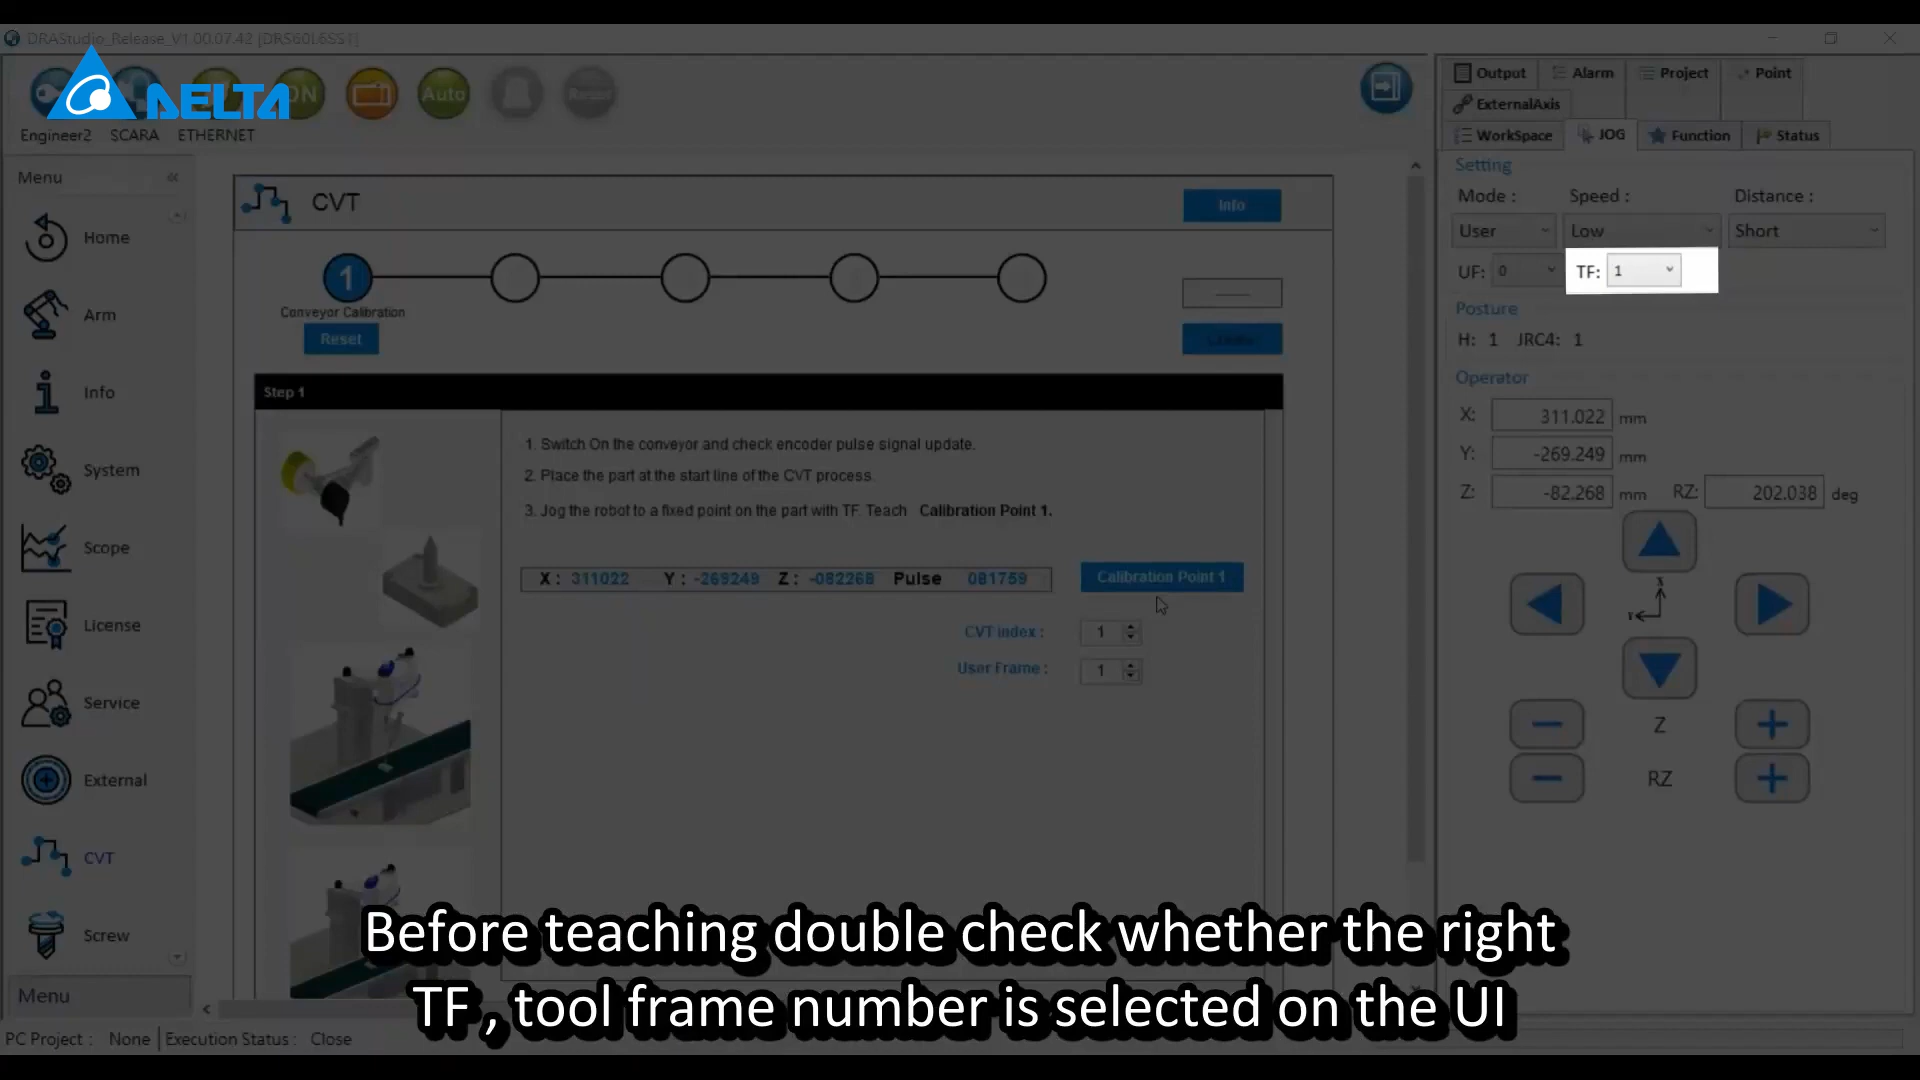 DRAStudio_Release_V1.00.07.42 [DRS60L6SS1]
DELTA
ON
Auto
Reset
Engineer2 SCARA ETHERNET
Menu
Home
Arm
Info
System
Scope
License
Service
External
CVT
Screw
Menu
CVT
Info
1
Conveyor Calibration
Reset
Step 1
1. Switch On the conveyor and check encoder pulse signal update.
2. Place the part at the start line of the CVT process.
3. Jog the robot to a fixed point on the part with TF. Teach Calibration Point 1.
X : 311022 Y : -269249 Z : -082268 Pulse 081759
Calibration Point 1
CVT index : 1
User Frame : 1
Output Alarm Project Point
ExternalAxis
WorkSpace JOG Function Status
Setting
Mode : Speed : Distance :
User Low Short
UF: 0 TF: 1
Posture
H: 1 JRC4: 1
Operator
X: 311.022 mm
Y: -269.249 mm
Z: -82.268 mm RZ: 202.038 deg
X
Y
Z
RZ
Before teaching double check whether the right
TF , tool frame number is selected on the UI
PC Project : None Execution Status : Close